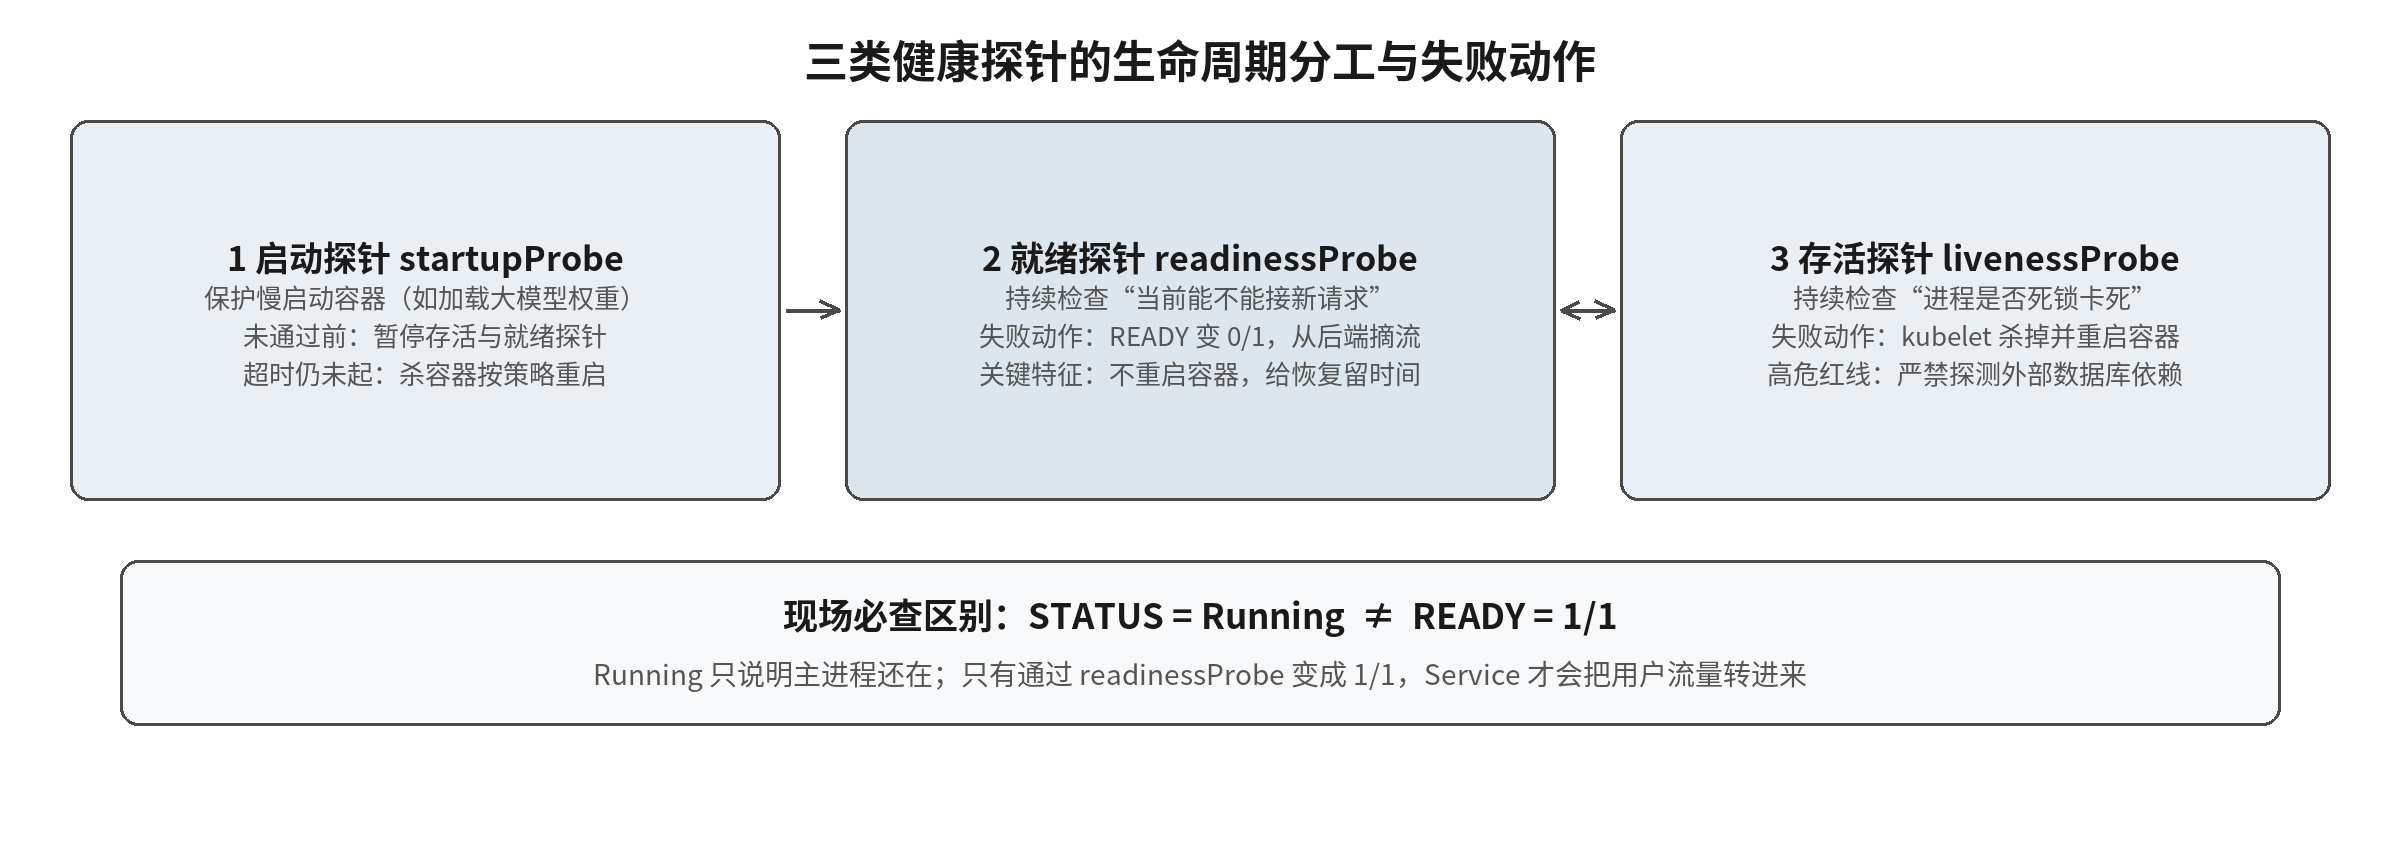 三类健康探针的生命周期分工与失败动作
1 启动探针 startupProbe
保护慢启动容器（如加载大模型权重）
未通过前：暂停存活与就绪探针
超时仍未起：杀容器按策略重启
2 就绪探针 readinessProbe
持续检查“当前能不能接新请求”
失败动作：READY 变 0/1，从后端摘流
关键特征：不重启容器，给恢复留时间
3 存活探针 livenessProbe
持续检查“进程是否死锁卡死”
失败动作：kubelet 杀掉并重启容器
高危红线：严禁探测外部数据库依赖
现场必查区别：STATUS = Running ≠ READY = 1/1
Running 只说明主进程还在；只有通过 readinessProbe 变成 1/1，Service 才会把用户流量转进来